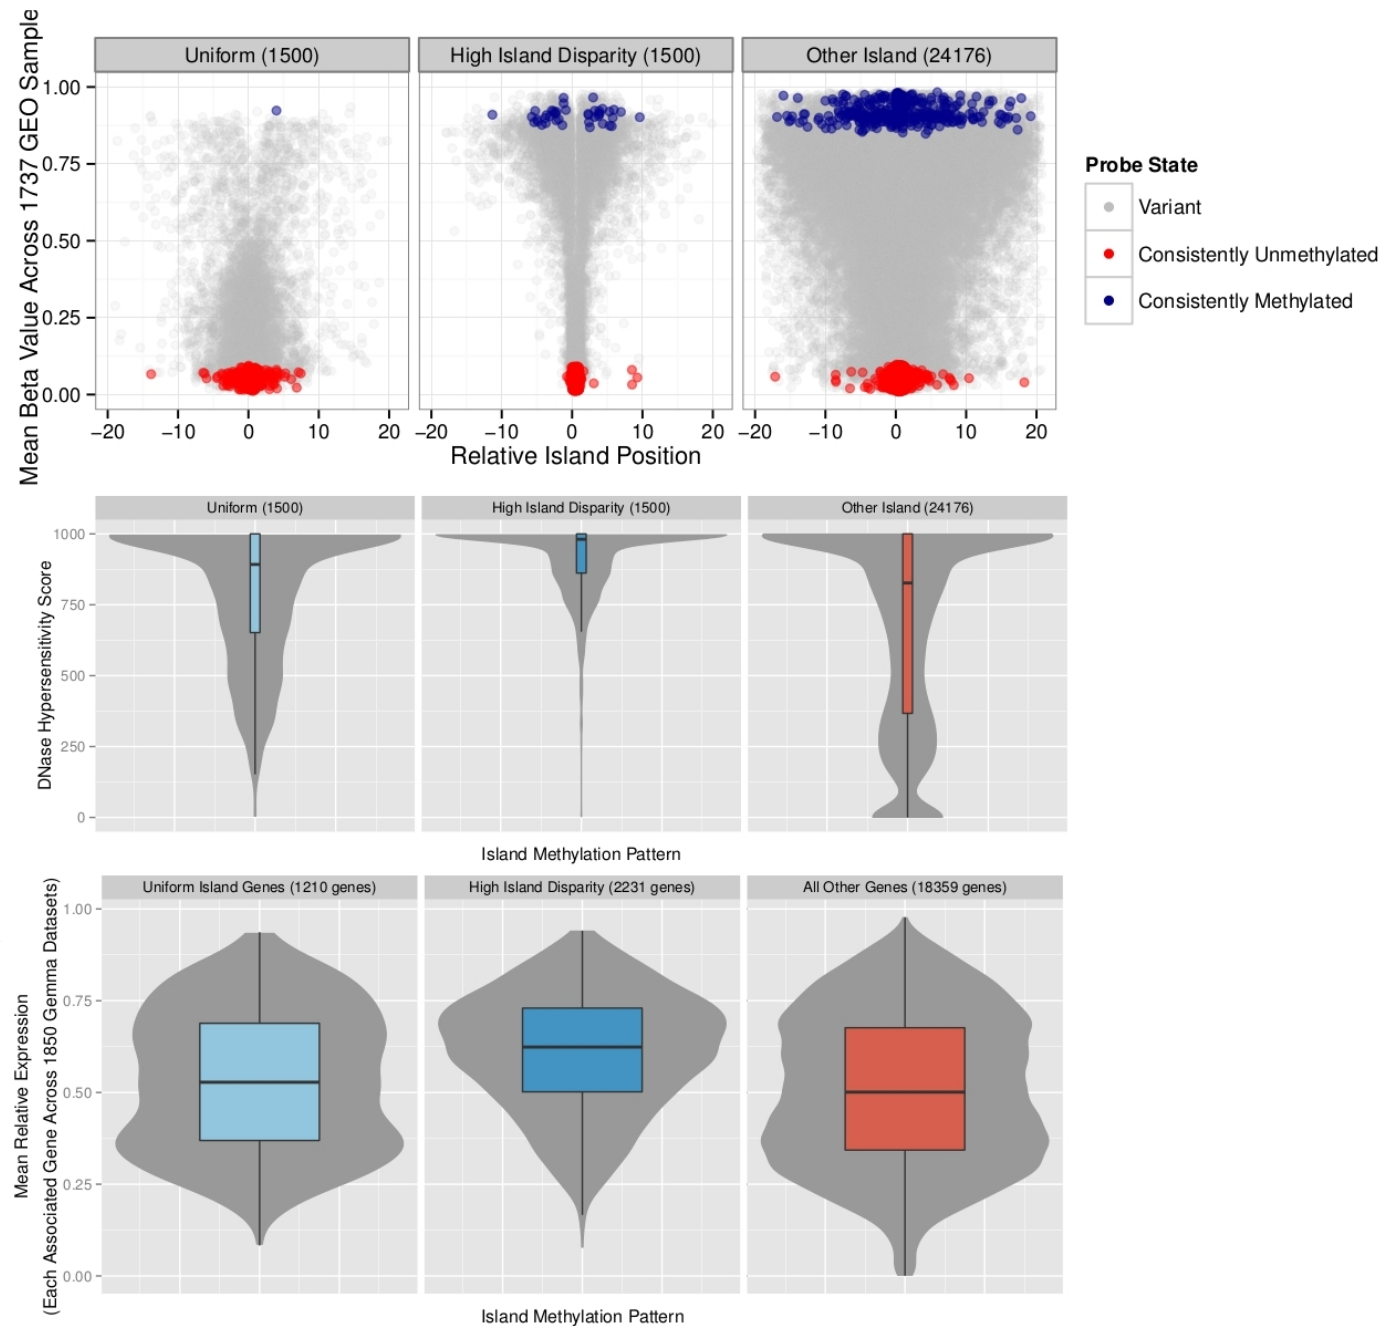 Uniform (1500)
High Island Disparity (1500)
Other Island (24176)
Mean Beta Value Across 1737 GEO Sample
1.00
0.75
0.50
0.25
0.00
−20 −10 0 10 20
−20 −10 0 10 20
−20 −10 0 10 20
Relative Island Position
Probe State
Variant
Consistently Unmethylated
Consistently Methylated
Uniform (1500)
High Island Disparity (1500)
Other Island (24176)
DNase Hypersensitivity Score
1000
750
500
250
0
Island Methylation Pattern
Uniform Island Genes (1210 genes)
High Island Disparity (2231 genes)
All Other Genes (18359 genes)
Mean Relative Expression
(Each Associated Gene Across 1850 Gemma Datasets)
1.00
0.75
0.50
0.25
0.00
Island Methylation Pattern